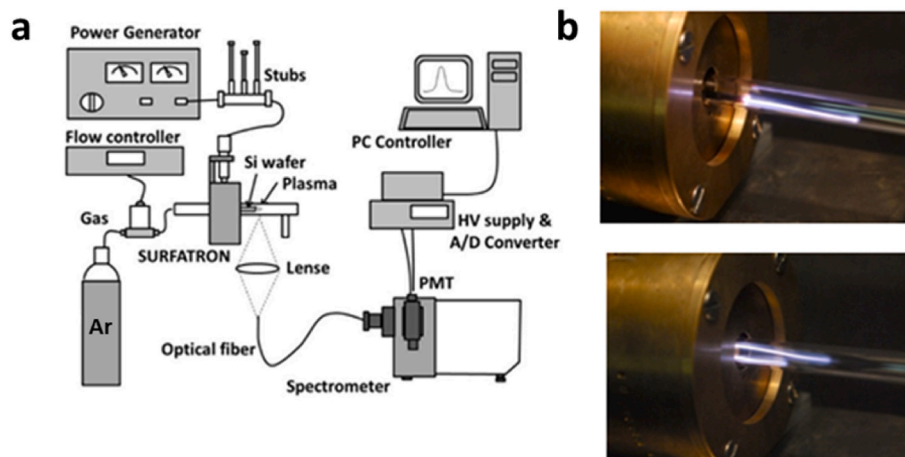 a
Power Generator
Stubs
Flow controller
Si wafer
Plasma
PC Controller
Gas
SURFATRON
HV supply &
A/D Converter
Lense
PMT
Ar
Optical fiber
Spectrometer
b